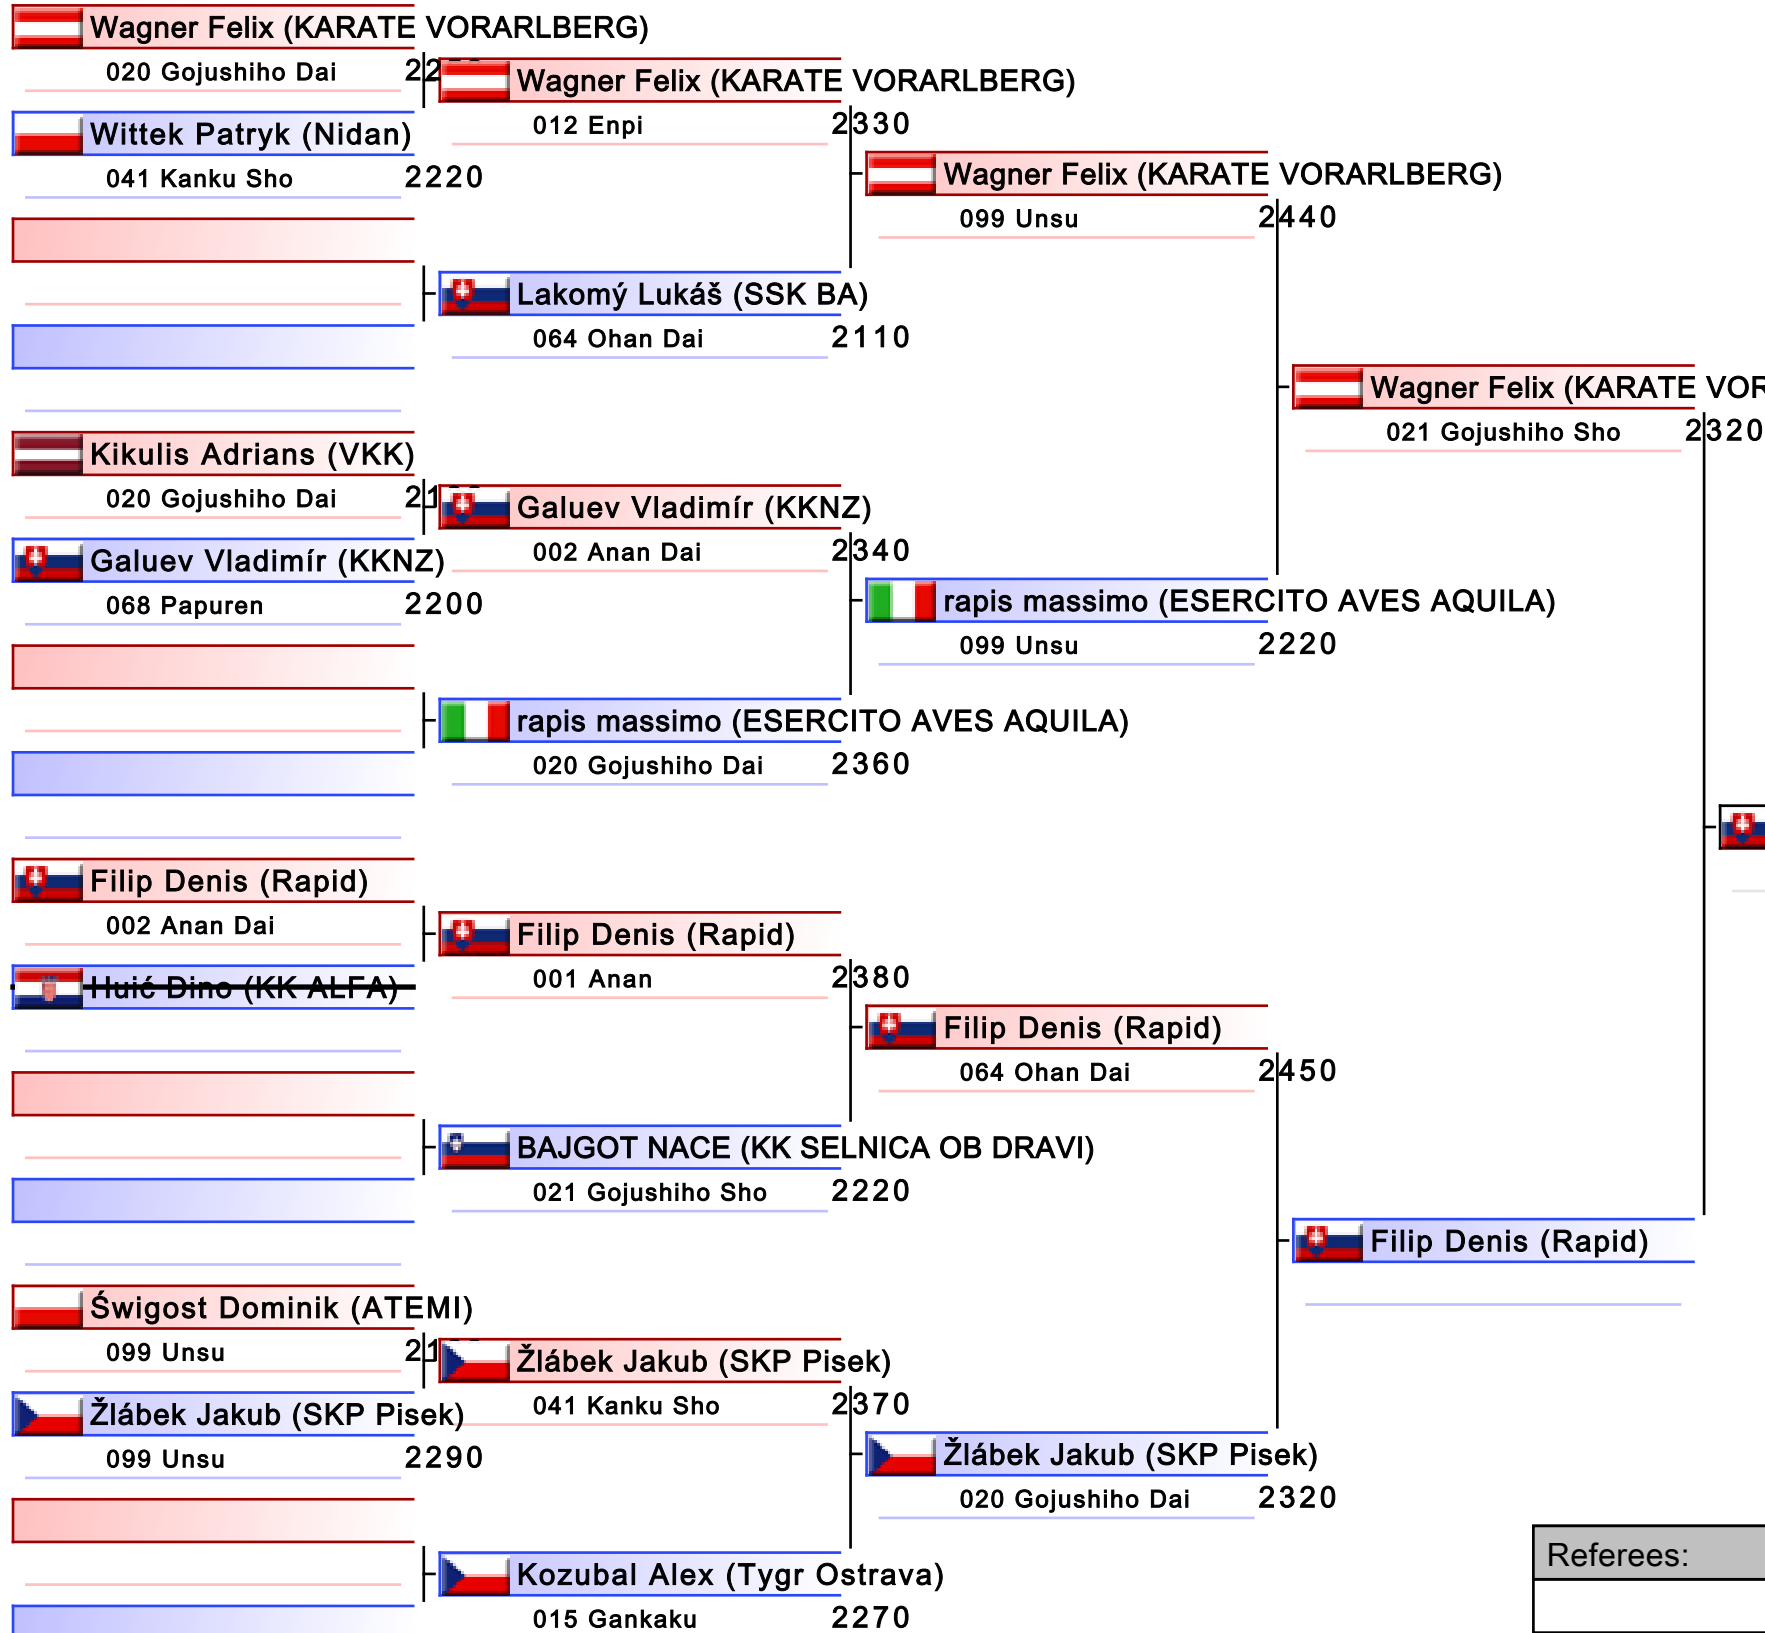 Wagner Felix (KARATE VORARLBERG)
020 Gojushiho Dai
Wittek Patryk (Nidan)
041 Kanku Sho 2220
Kikulis Adrians (VKK)
020 Gojushiho Dai
Galuev Vladimír (KKNZ)
068 Papuren 2200
Filip Denis (Rapid)
002 Anan Dai
Huić Dino (KK ALFA)
Świgost Dominik (ATEMI)
099 Unsu
Žlábek Jakub (SKP Pisek)
099 Unsu 2290
Wagner Felix (KARATE VORARLBERG)
012 Enpi 2330
Lakomý Lukáš (SSK BA)
064 Ohan Dai 2110
Galuev Vladimír (KKNZ)
002 Anan Dai 2340
rapis massimo (ESERCITO AVES AQUILA)
020 Gojushiho Dai 2360
Filip Denis (Rapid)
001 Anan 2380
BAJGOT NACE (KK SELNICA OB DRAVI)
021 Gojushiho Sho 2220
Žlábek Jakub (SKP Pisek)
041 Kanku Sho 2370
Kozubal Alex (Tygr Ostrava)
015 Gankaku 2270
Wagner Felix (KARATE VORARLBERG)
099 Unsu 2440
rapis massimo (ESERCITO AVES AQUILA)
099 Unsu 2220
Filip Denis (Rapid)
064 Ohan Dai 2450
Žlábek Jakub (SKP Pisek)
020 Gojushiho Dai 2320
Wagner Felix (KARATE VOR
021 Gojushiho Sho 2320
Filip Denis (Rapid)
Referees: